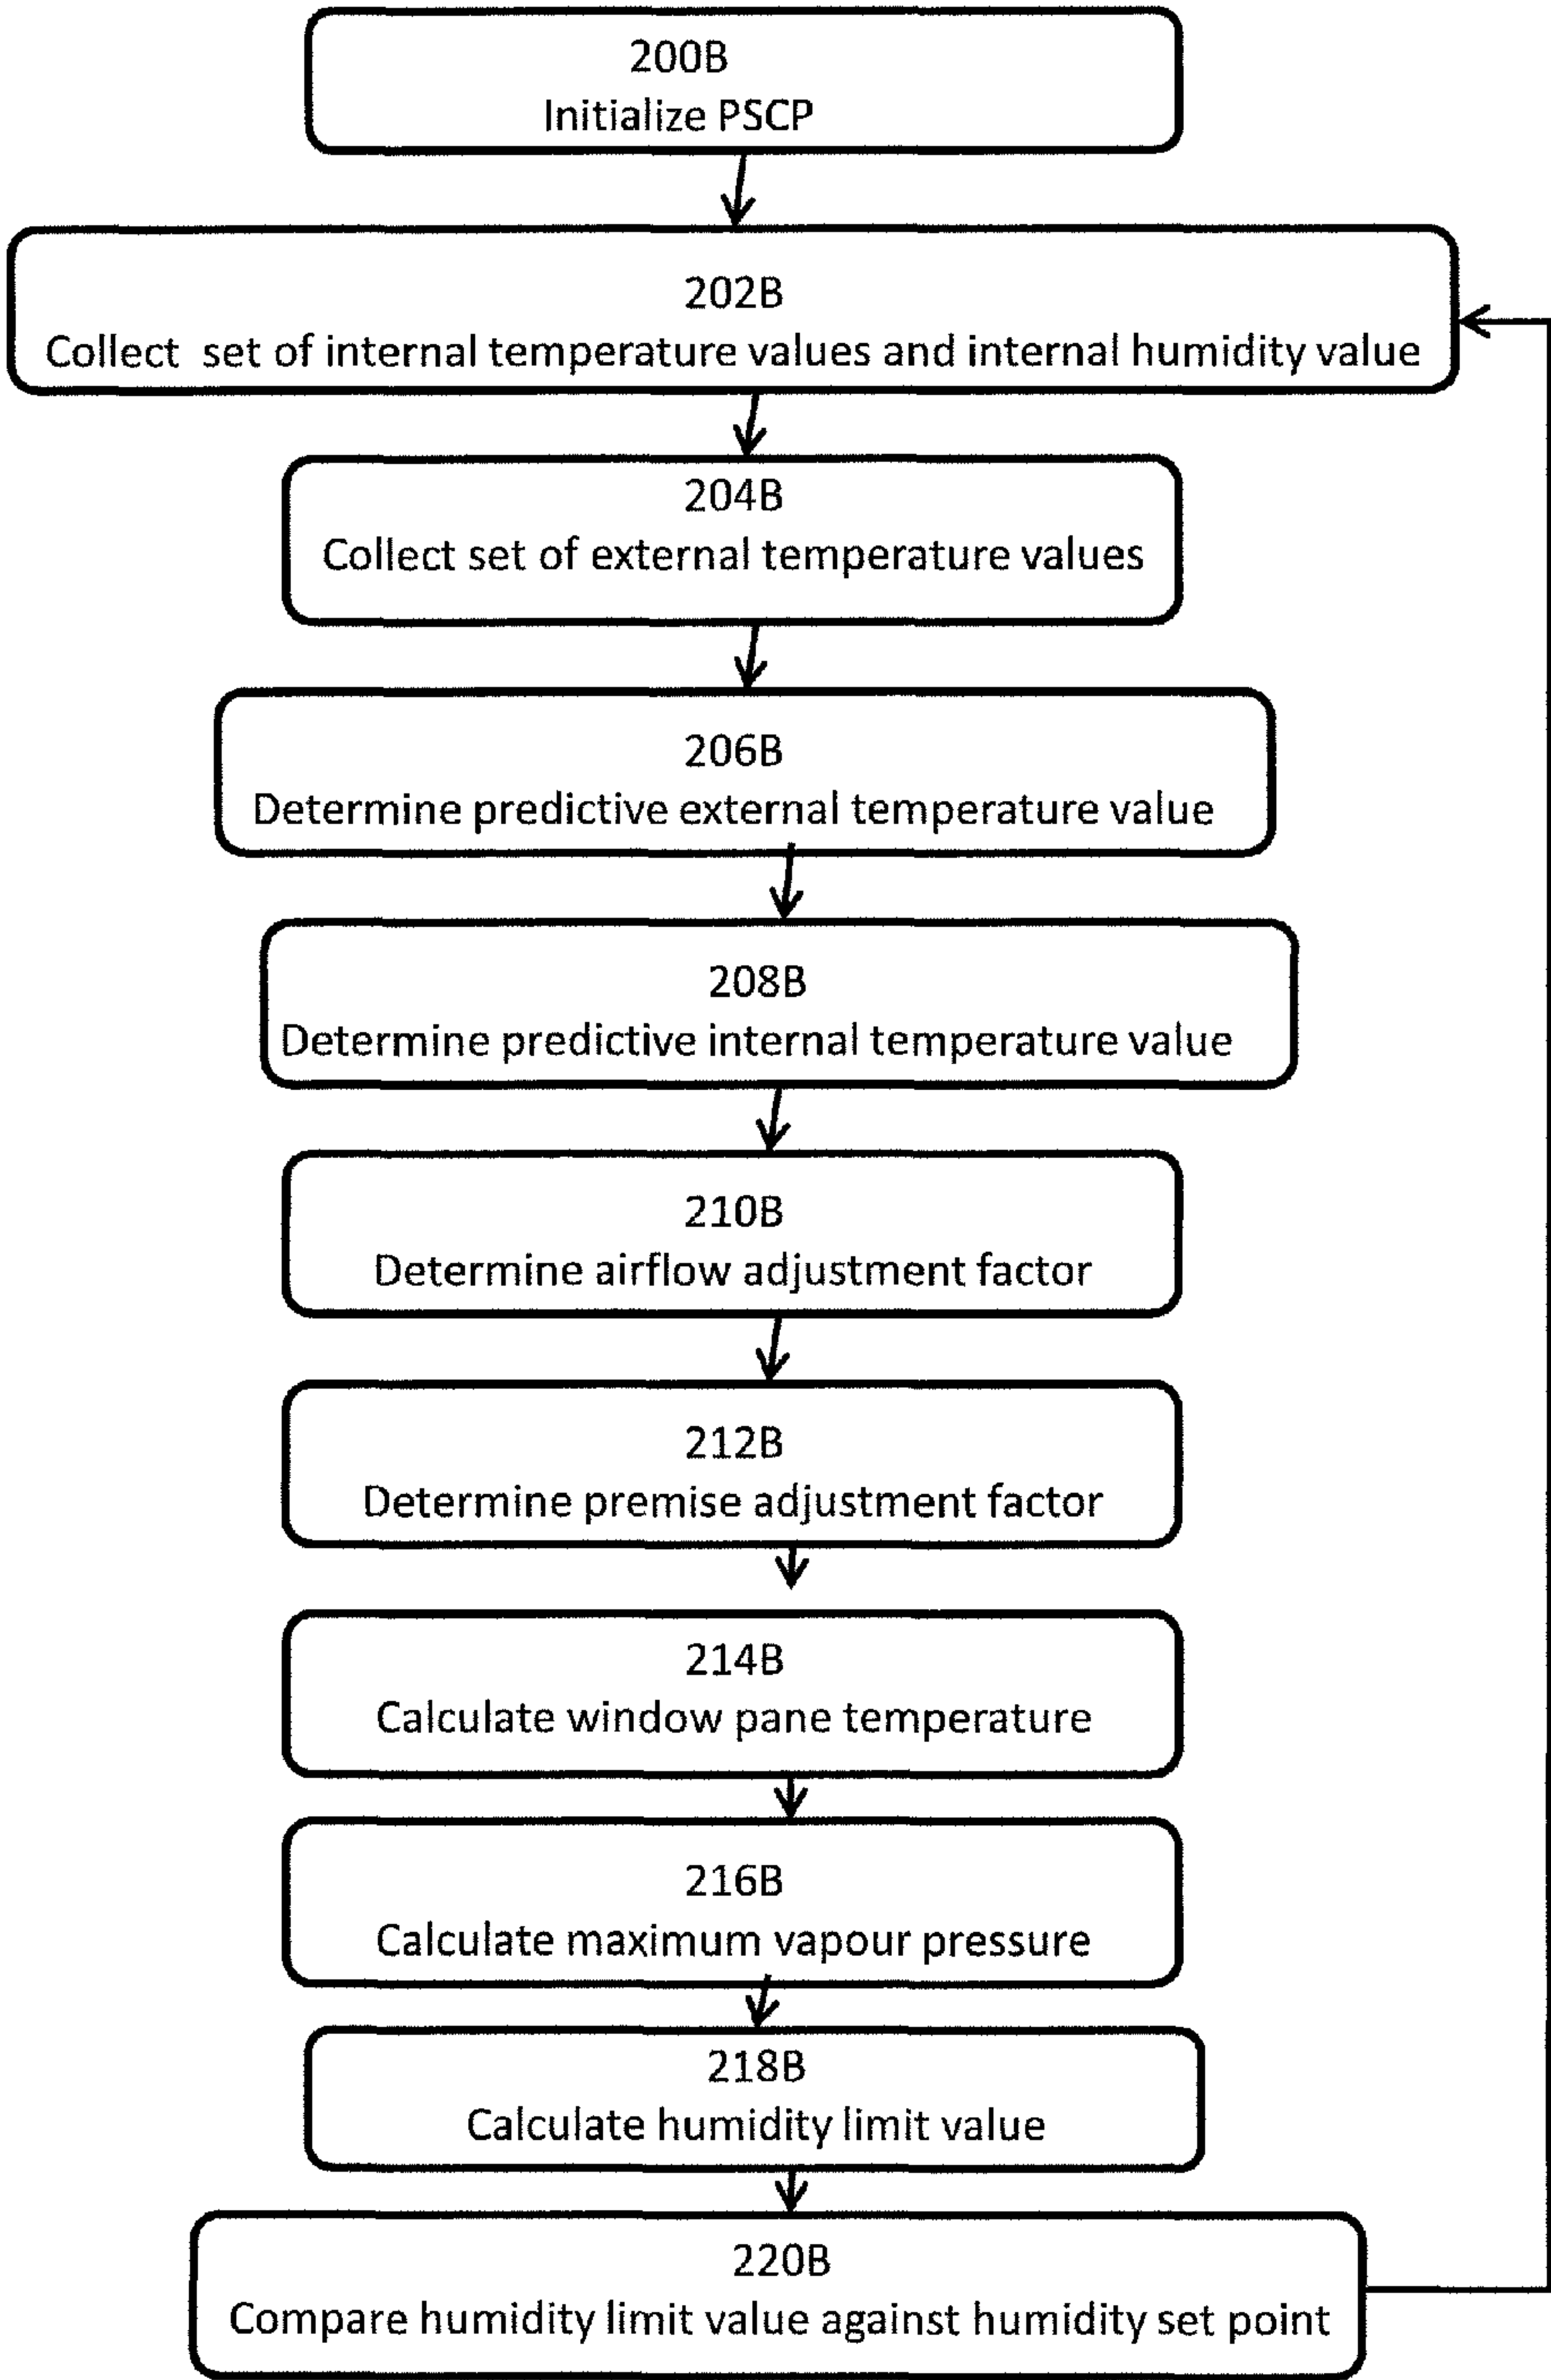 200B
Initialize PSCP
202B
Collect set of internal temperature values and internal humidity value
204B
Collect set of external temperature values
206B
Determine predictive external temperature value
208B
Determine predictive internal temperature value
210B
Determine airflow adjustment factor
212B
Determine premise adjustment factor
214B
Calculate window pane temperature
216B
Calculate maximum vapour pressure
218B
Calculate humidity limit value
220B
Compare humidity limit value against humidity set point